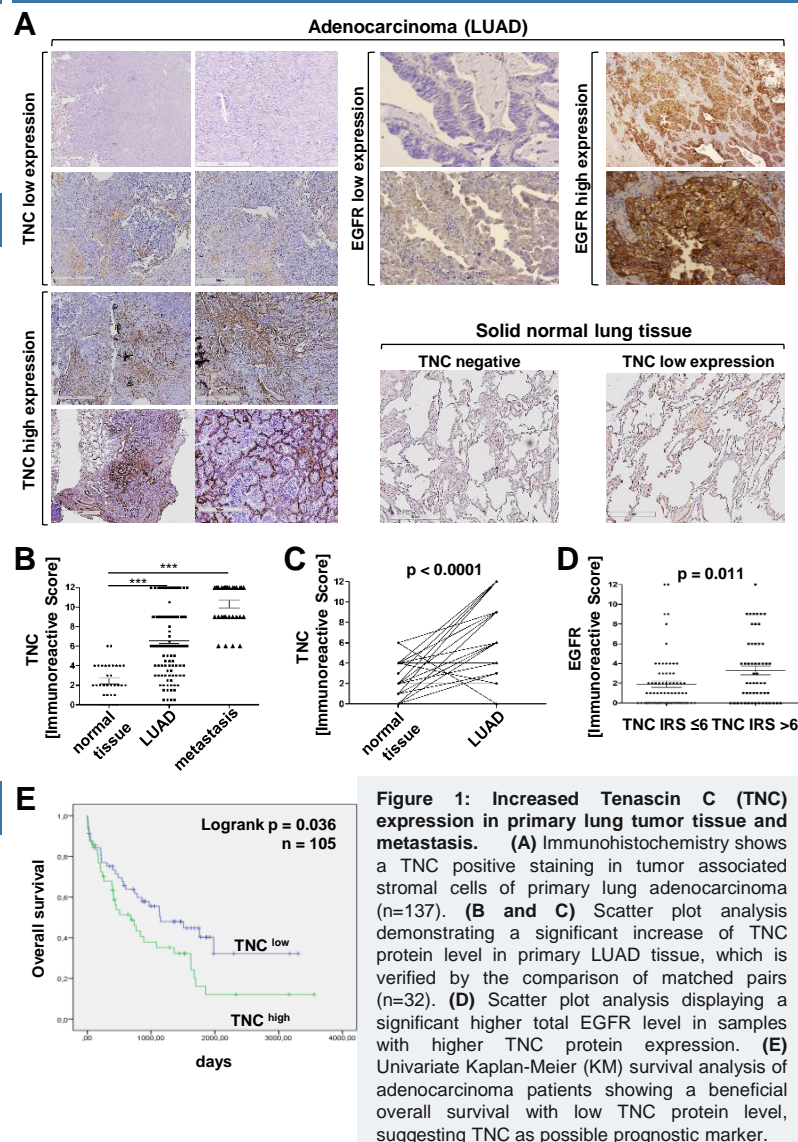 A
Adenocarcinoma (LUAD)
TNC low expression
TNC high expression
EGFR low expression
EGFR high expression
Solid normal lung tissue
TNC negative
TNC low expression
B
TNC
[Immunoreactive Score]
12
10
8
6
4
2
0
***
***
normal
tissue
LUAD
metastasis
C
p < 0.0001
TNC
[Immunoreactive Score]
12
10
8
6
4
2
0
normal
tissue
LUAD
D
p = 0.011
EGFR
[Immunoreactive Score]
12
10
8
6
4
2
0
TNC IRS ≤6 TNC IRS >6
E
Logrank p = 0.036
n = 105
Overall survival
1,0
0,8
0,6
0,4
0,2
0,0
TNC low
TNC high
,00 1000,00 2000,00 3000,00 4000,00
days
Figure 1: Increased Tenascin C (TNC)
expression in primary lung tumor tissue and
metastasis. (A) Immunohistochemistry shows
a TNC positive staining in tumor associated
stromal cells of primary lung adenocarcinoma
(n=137). (B and C) Scatter plot analysis
demonstrating a significant increase of TNC
protein level in primary LUAD tissue, which is
verified by the comparison of matched pairs
(n=32). (D) Scatter plot analysis displaying a
significant higher total EGFR level in samples
with higher TNC protein expression. (E)
Univariate Kaplan-Meier (KM) survival analysis of
adenocarcinoma patients showing a beneficial
overall survival with low TNC protein level,
suggesting TNC as possible prognostic marker.